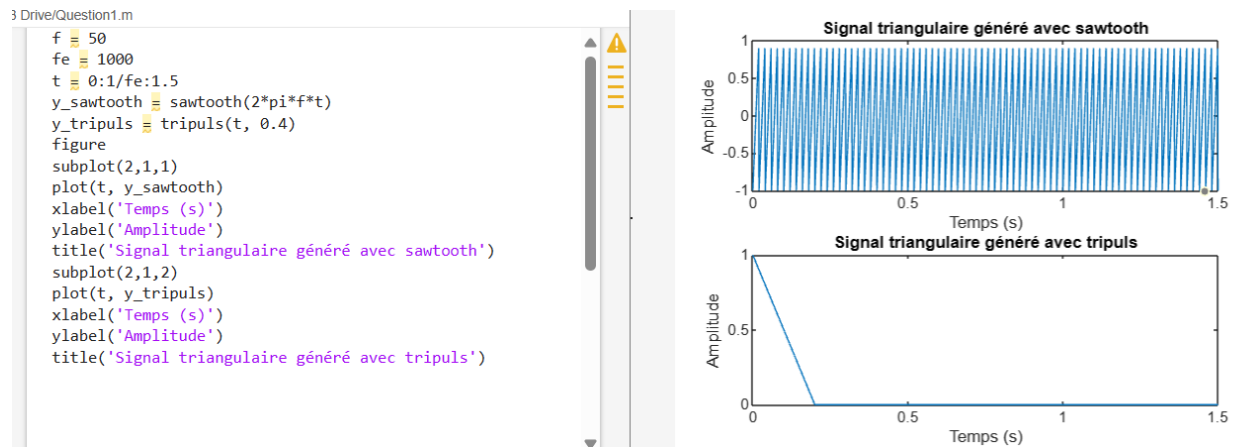 3 Drive/Question1.m
f = 50
fe = 1000
t = 0:1/fe:1.5
y_sawtooth = sawtooth(2*pi*f*t)
y_tripuls = tripuls(t, 0.4)
figure
subplot(2,1,1)
plot(t, y_sawtooth)
xlabel('Temps (s)')
ylabel('Amplitude')
title('Signal triangulaire généré avec sawtooth')
subplot(2,1,2)
plot(t, y_tripuls)
xlabel('Temps (s)')
ylabel('Amplitude')
title('Signal triangulaire généré avec tripuls')
Signal triangulaire généré avec sawtooth
1
0.5
0
-0.5
-1
Amplitude
0 0.5 1 1.5
Temps (s)
Signal triangulaire généré avec tripuls
1
0.5
0
Amplitude
0 0.5 1 1.5
Temps (s)